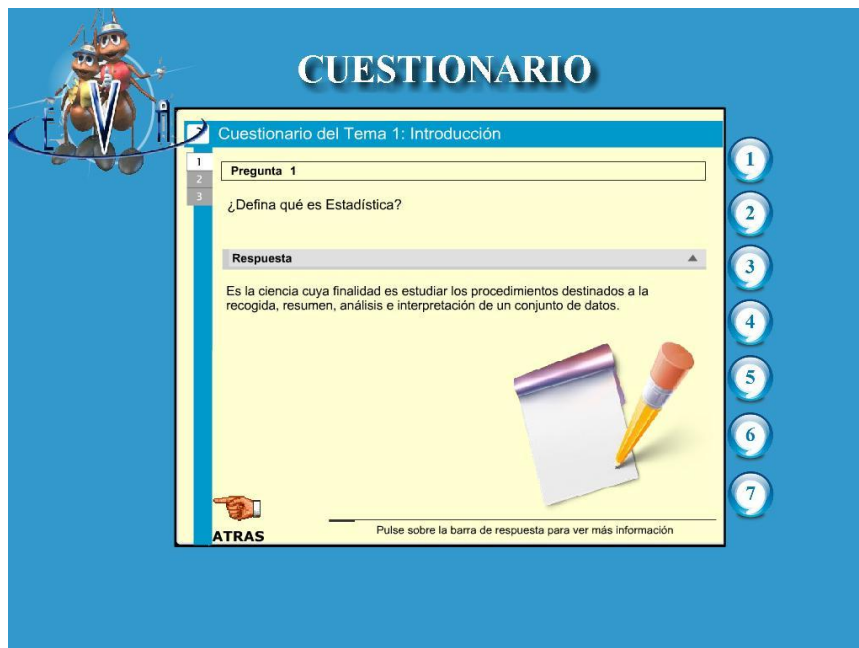 CUESTIONARIO
E V A
Cuestionario del Tema 1: Introducción
1
2
3
Pregunta 1
¿Defina qué es Estadística?
Respuesta
Es la ciencia cuya finalidad es estudiar los procedimientos destinados a la
recogida, resumen, análisis e interpretación de un conjunto de datos.
ATRAS
Pulse sobre la barra de respuesta para ver más información
1
2
3
4
5
6
7